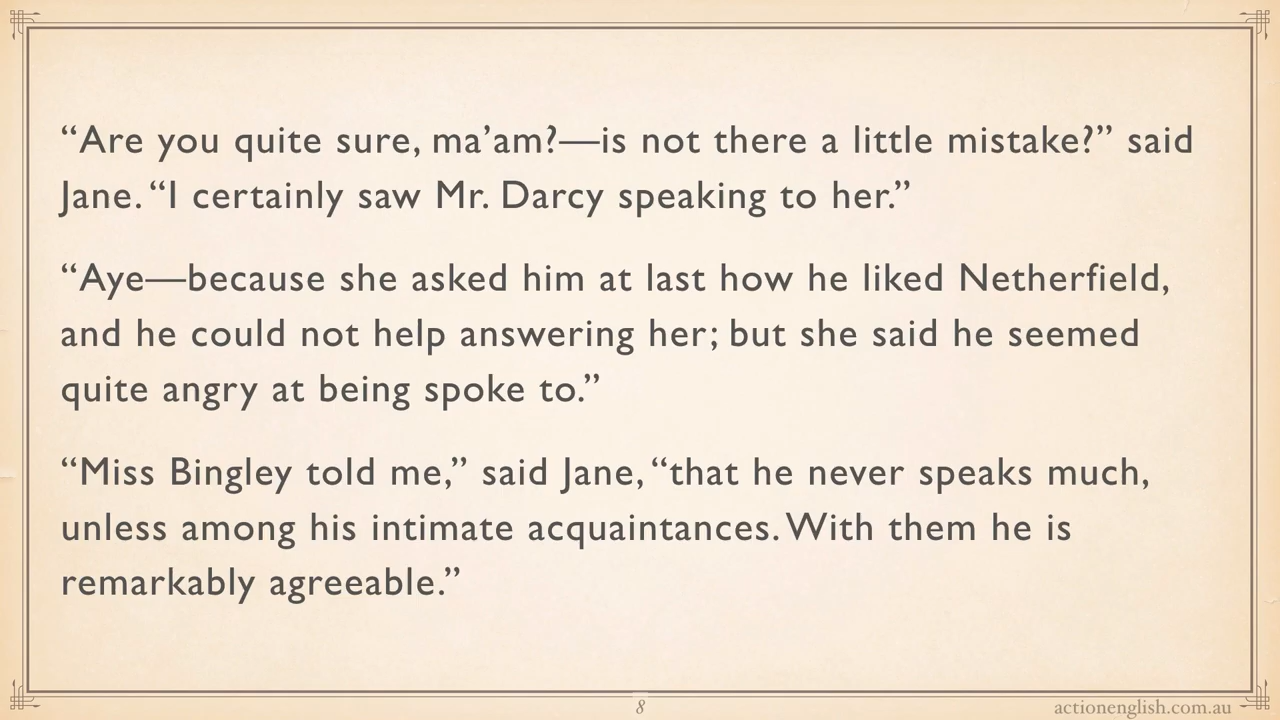 “Are you quite sure, ma’am?—is not there a little mistake?” said
Jane. “I certainly saw Mr. Darcy speaking to her.”
“Aye—because she asked him at last how he liked Netherfield,
and he could not help answering her; but she said he seemed
quite angry at being spoke to.”
“Miss Bingley told me,” said Jane, “that he never speaks much,
unless among his intimate acquaintances. With them he is
remarkably agreeable.”
8
actionenglish.com.au